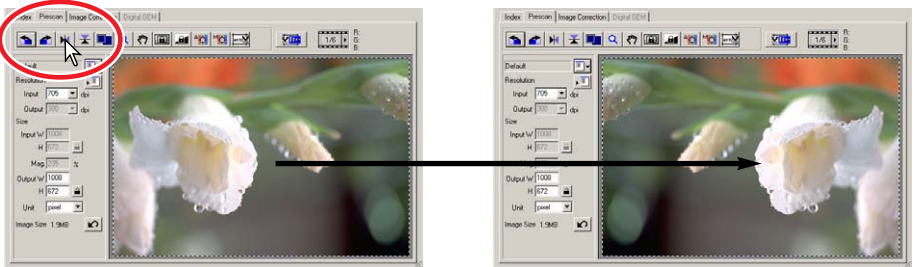 Index Prescan Image Correction Digital GEM
1/6
R:
G:
B:
Default
Resolution
Input 705 dpi
Output 300 dpi
Size
Input W 1008
H 672
Mag. 235 %
Output W 1008
H 672
Unit pixel
Image Size 1.9MB
Index Prescan Image Correction Digital GEM
1/6
R:
G:
B:
Default
Resolution
Input 705 dpi
Output 300 dpi
Size
Input W 1008
H 672
%
Output W 1008
H 672
Unit pixel
Image Size 1.9MB